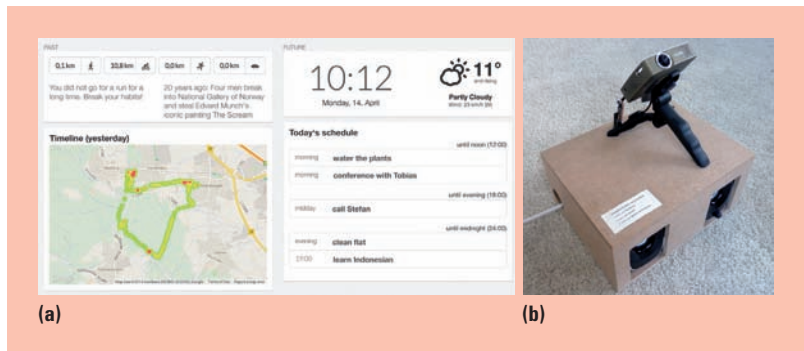 PAST
0,1 km
10,8 km
0,0 km
0,0 km
You did not go for a run for a
long time. Break your habits!
20 years ago: Four men break
into National Gallery of Norway
and steal Edvard Munch's
iconic painting The Scream
Timeline (yesterday)
FUTURE
10:12
Monday, 14. April
11°
Partly Cloudy
Today's schedule
until noon (12:00)
morning water the plants
morning conference with Tobias
until evening (18:00)
midday call Stefan
until midnight (24:00)
evening clean flat
learn Indonesian
(a)
(b)